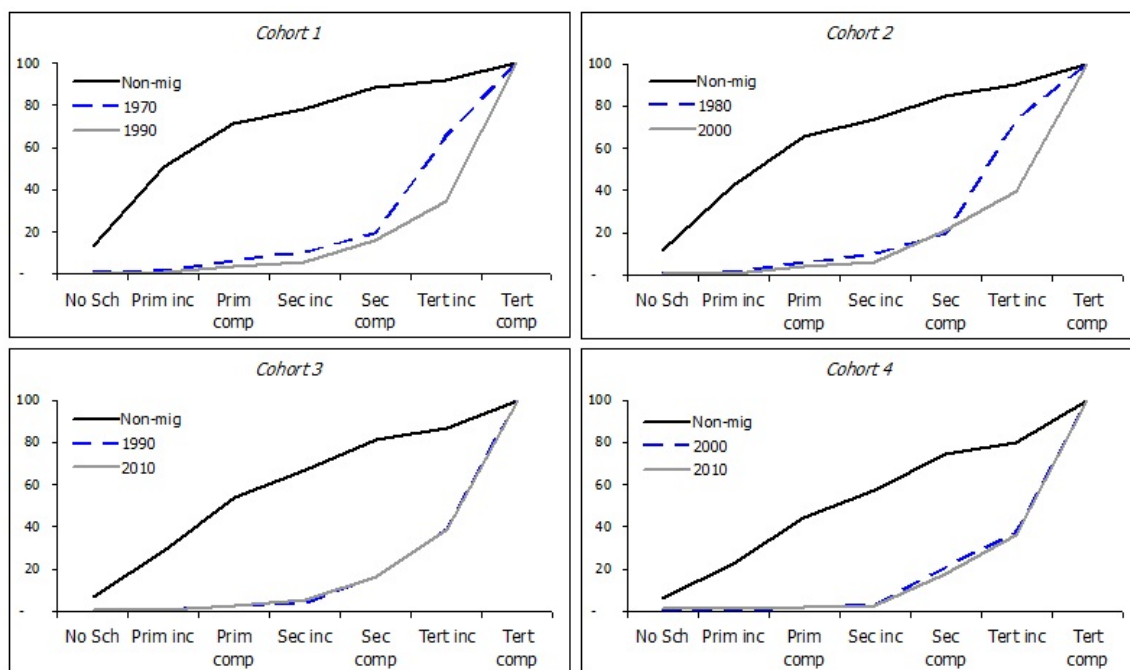 Cohort 1
100
80
60
40
20
-
Non-mig
1970
1990
No Sch Prim inc Prim comp Sec inc Sec comp Tert inc Tert comp
Cohort 2
100
80
60
40
20
-
Non-mig
1980
2000
No Sch Prim inc Prim comp Sec inc Sec comp Tert inc Tert comp
Cohort 3
100
80
60
40
20
-
Non-mig
1990
2010
No Sch Prim inc Prim comp Sec inc Sec comp Tert inc Tert comp
Cohort 4
100
80
60
40
20
-
Non-mig
2000
2010
No Sch Prim inc Prim comp Sec inc Sec comp Tert inc Tert comp